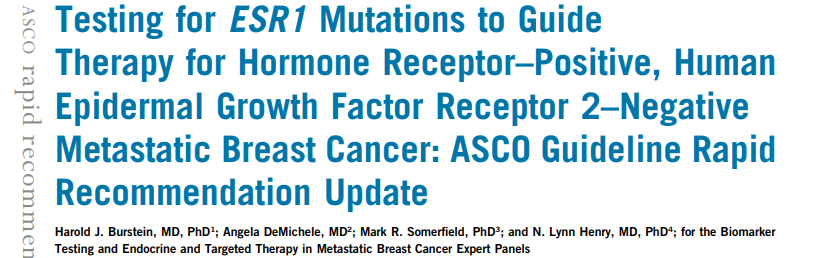 ASCO rapid recommen
Testing for ESR1 Mutations to Guide
Therapy for Hormone Receptor–Positive, Human
Epidermal Growth Factor Receptor 2–Negative
Metastatic Breast Cancer: ASCO Guideline Rapid
Recommendation Update
Harold J. Burstein, MD, PhD¹; Angela DeMichele, MD²; Mark R. Somerfield, PhD³; and N. Lynn Henry, MD, PhD⁴; for the Biomarker
Testing and Endocrine and Targeted Therapy in Metastatic Breast Cancer Expert Panels